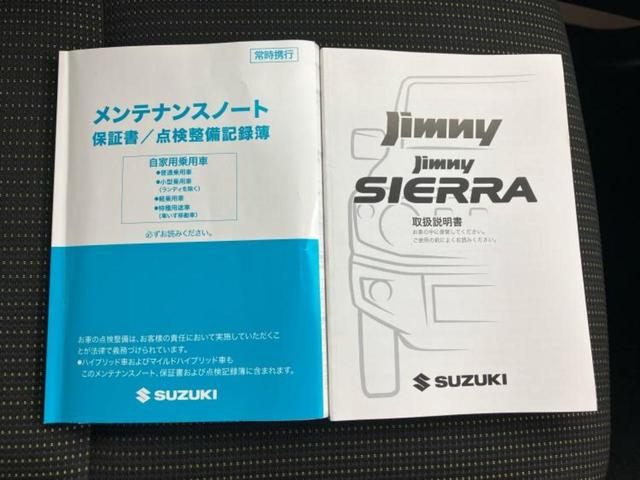 常時携行
メンテナンスノート
保証書／点検整備記録簿
自家用乗用車
●普通乗用車
●小型乗用車
(ランディを除く)
●軽乗用車
●特種用途車
(車いす移動車)
必ずお読みください。
お車の点検整備は、お客様の責任において実施していただくこ
とが法律で義務づけられています。
●ハイブリッド車およびマイルドハイブリッド車も
このメンテナンスノート、保証書および点検記録簿に含まれます。
SUZUKI
Jimny
Jimny
SIERRA
取扱説明書
お車の中に保管してください。
ご使用の前によくお読みください。
SUZUKI